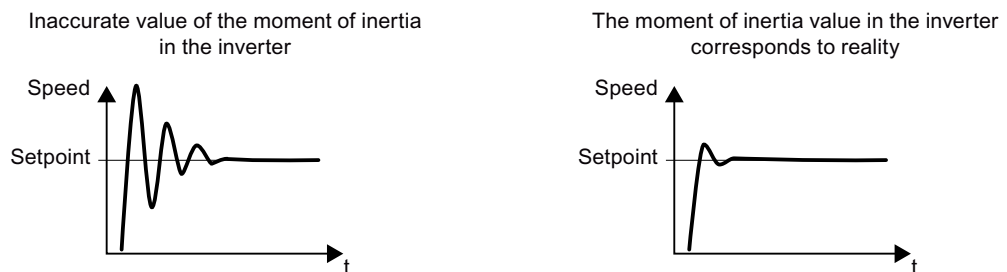 Inaccurate value of the moment of inertia
in the inverter
Speed
Setpoint
t
The moment of inertia value in the inverter
corresponds to reality
Speed
Setpoint
t